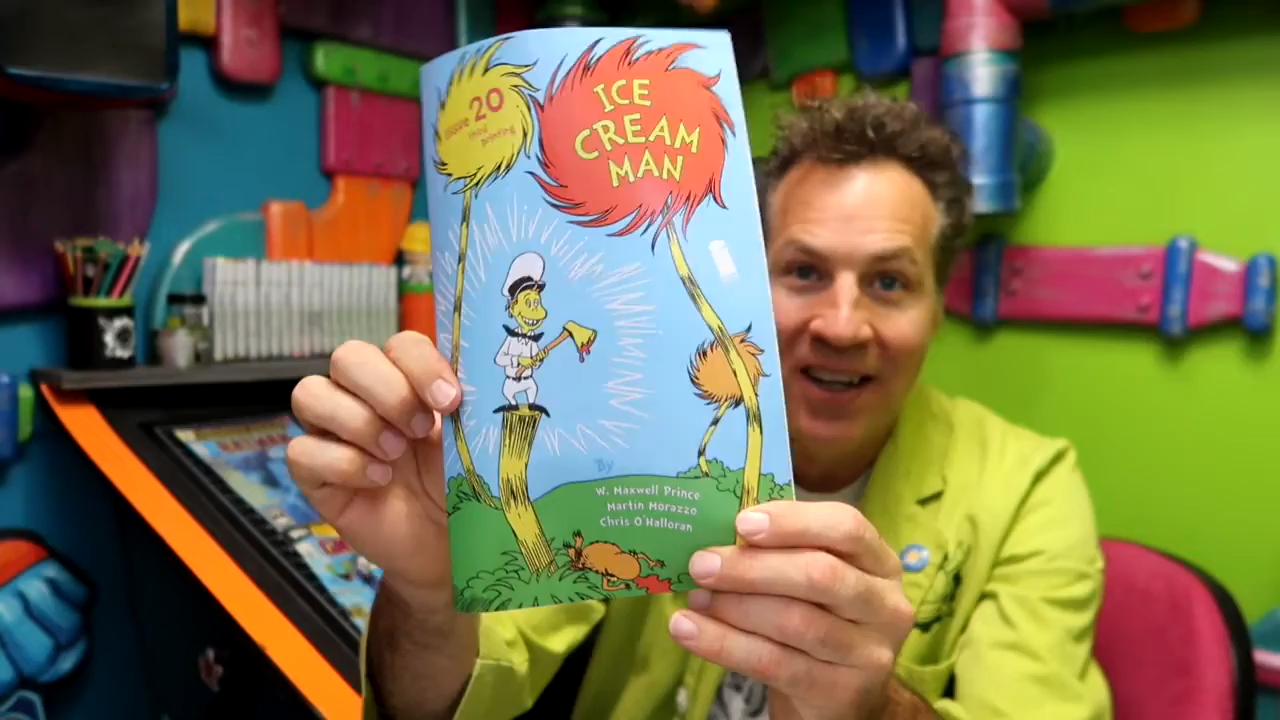 issue 20
third
printing
ICE
CREAM
MAN
By
W. Maxwell Prince
Martin Morazzo
Chris O'Halloran